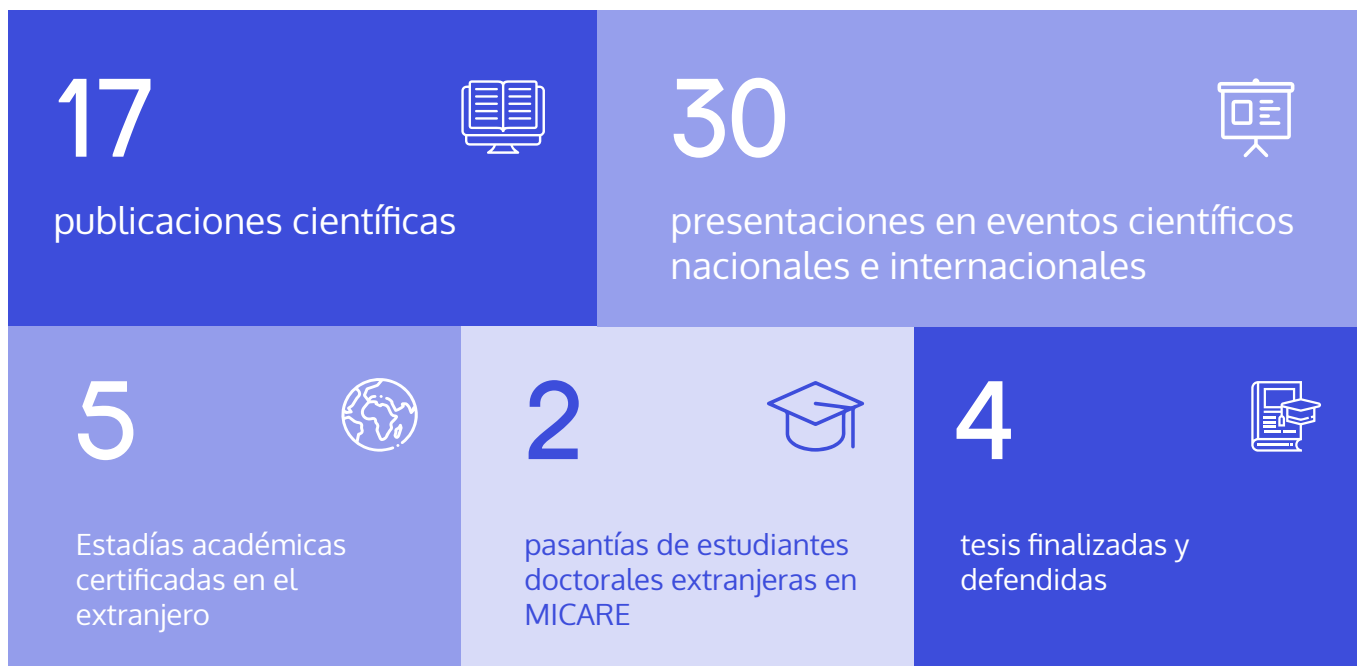 17
publicaciones científicas
30
presentaciones en eventos científicos
nacionales e internacionales
5
Estadías académicas
certificadas en el
extranjero
2
pasantías de estudiantes
doctorales extranjeras en
MICARE
4
tesis finalizadas y
defendidas